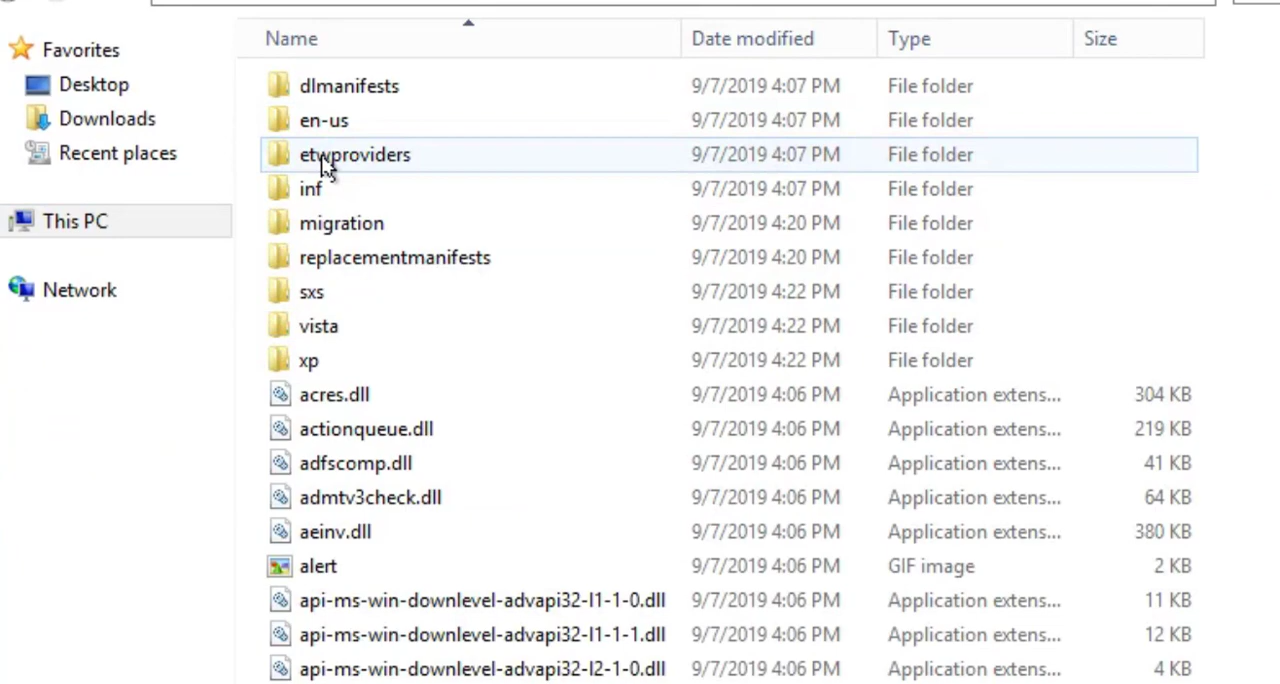 Name Date modified Type Size
Favorites
Desktop
Downloads
Recent places
This PC
Network
dlmanifests 9/7/2019 4:07 PM File folder
en-us 9/7/2019 4:07 PM File folder
etwproviders 9/7/2019 4:07 PM File folder
inf 9/7/2019 4:07 PM File folder
migration 9/7/2019 4:20 PM File folder
replacementmanifests 9/7/2019 4:20 PM File folder
sxs 9/7/2019 4:22 PM File folder
vista 9/7/2019 4:22 PM File folder
xp 9/7/2019 4:22 PM File folder
acres.dll 9/7/2019 4:06 PM Application extens... 304 KB
actionqueue.dll 9/7/2019 4:06 PM Application extens... 219 KB
adfscomp.dll 9/7/2019 4:06 PM Application extens... 41 KB
admtv3check.dll 9/7/2019 4:06 PM Application extens... 64 KB
aeinv.dll 9/7/2019 4:06 PM Application extens... 380 KB
alert 9/7/2019 4:06 PM GIF image 2 KB
api-ms-win-downlevel-advapi32-l1-1-0.dll 9/7/2019 4:06 PM Application extens... 11 KB
api-ms-win-downlevel-advapi32-l1-1-1.dll 9/7/2019 4:06 PM Application extens... 12 KB
api-ms-win-downlevel-advapi32-l2-1-0.dll 9/7/2019 4:06 PM Application extens... 4 KB